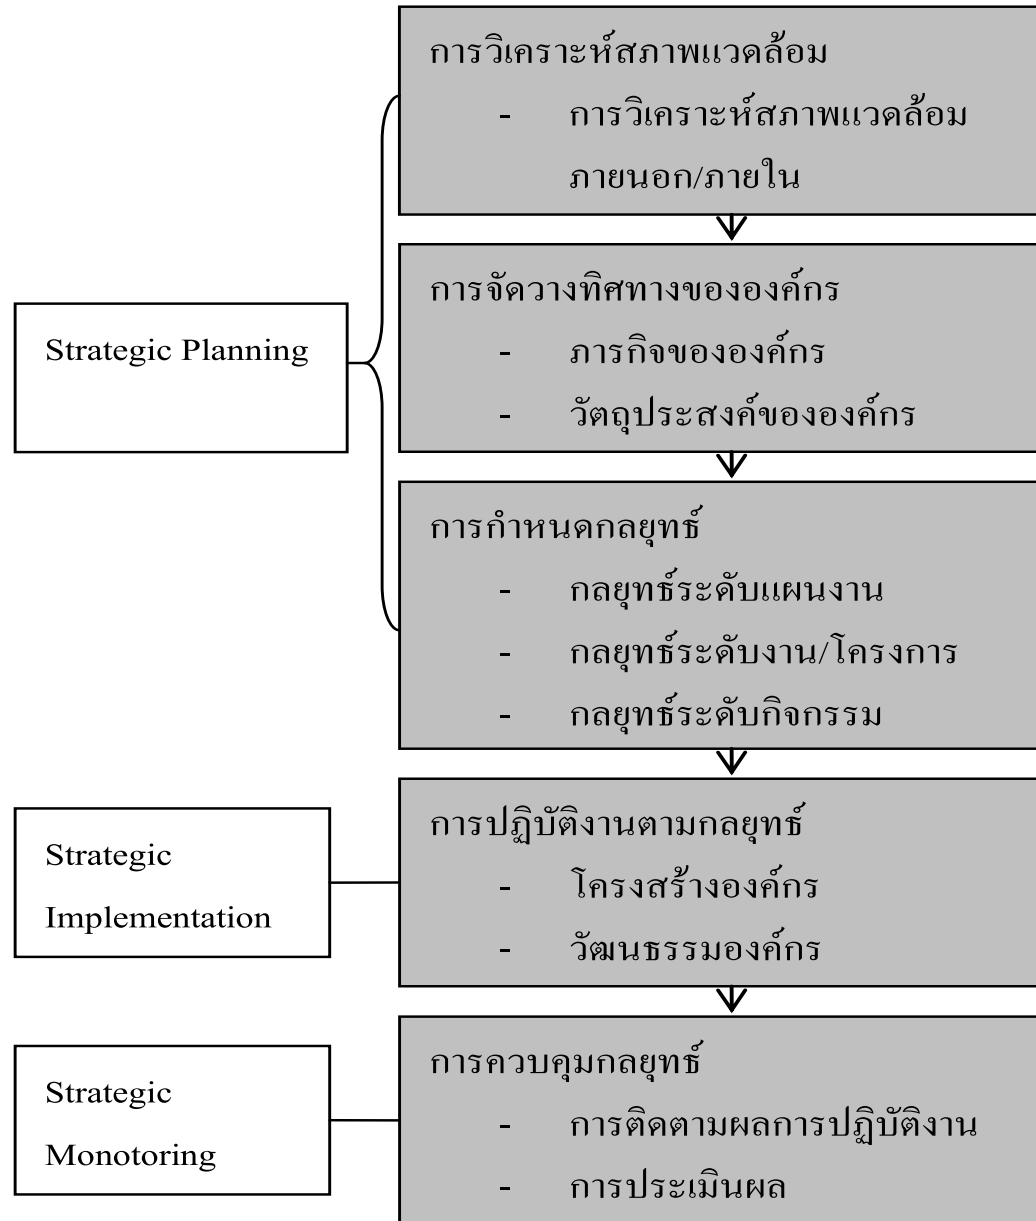 การวิเคราะห์สภาพแวดล้อม
- การวิเคราะห์สภาพแวดล้อม
ภายนอก/ภายใน
Strategic Planning
การจัดวางทิศทางขององค์กร
- ภารกิจขององค์กร
- วัตถุประสงค์ขององค์กร
การกำหนดกลยุทธ์
- กลยุทธ์ระดับแผนงาน
- กลยุทธ์ระดับงาน/โครงการ
- กลยุทธ์ระดับกิจกรรม
Strategic
Implementation
การปฏิบัติงานตามกลยุทธ์
- โครงสร้างองค์กร
- วัฒนธรรมองค์กร
Strategic
Monotoring
การควบคุมกลยุทธ์
- การติดตามผลการปฏิบัติงาน
- การประเมินผล